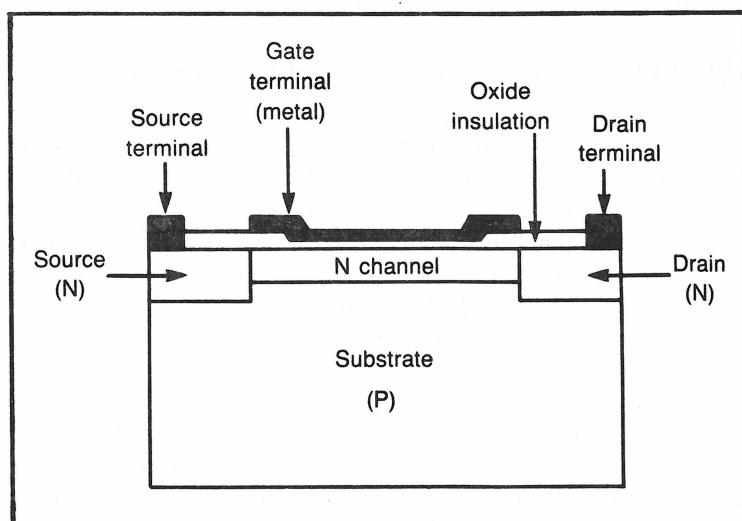 Gate
terminal
(metal)
Source
terminal
Oxide
insulation
Drain
terminal
Source
(N)
N channel
Drain
(N)
Substrate
(P)